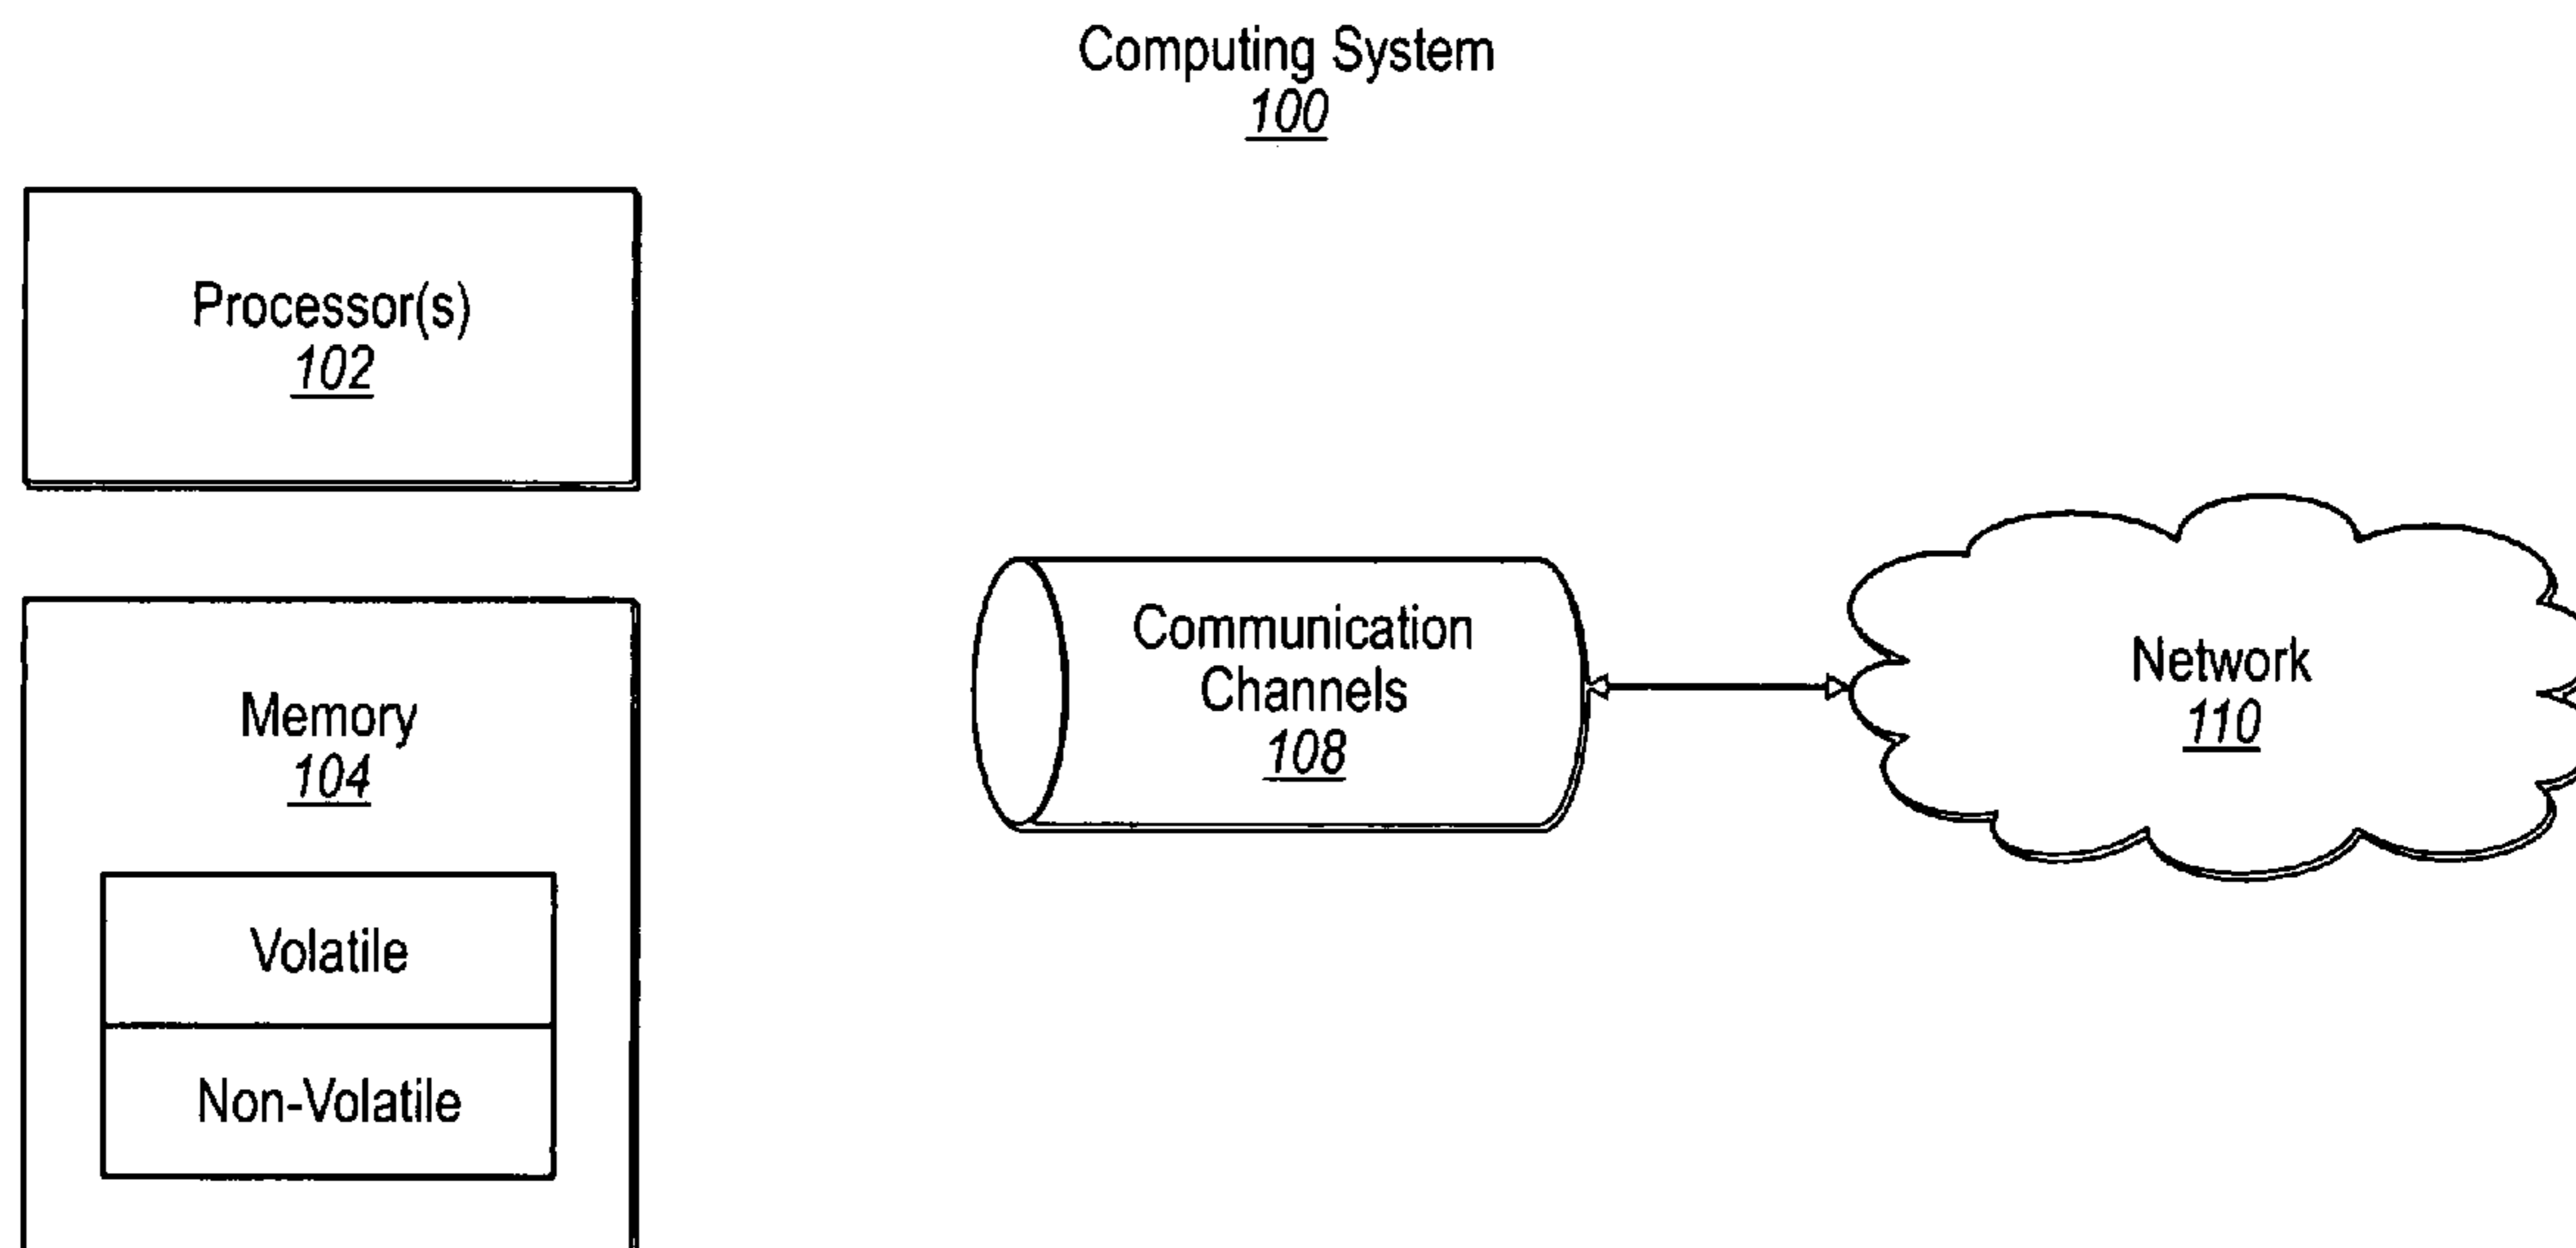 Computing System
100
Processor(s)
102
Memory
104
Volatile
Non-Volatile
Communication
Channels
108
Network
110